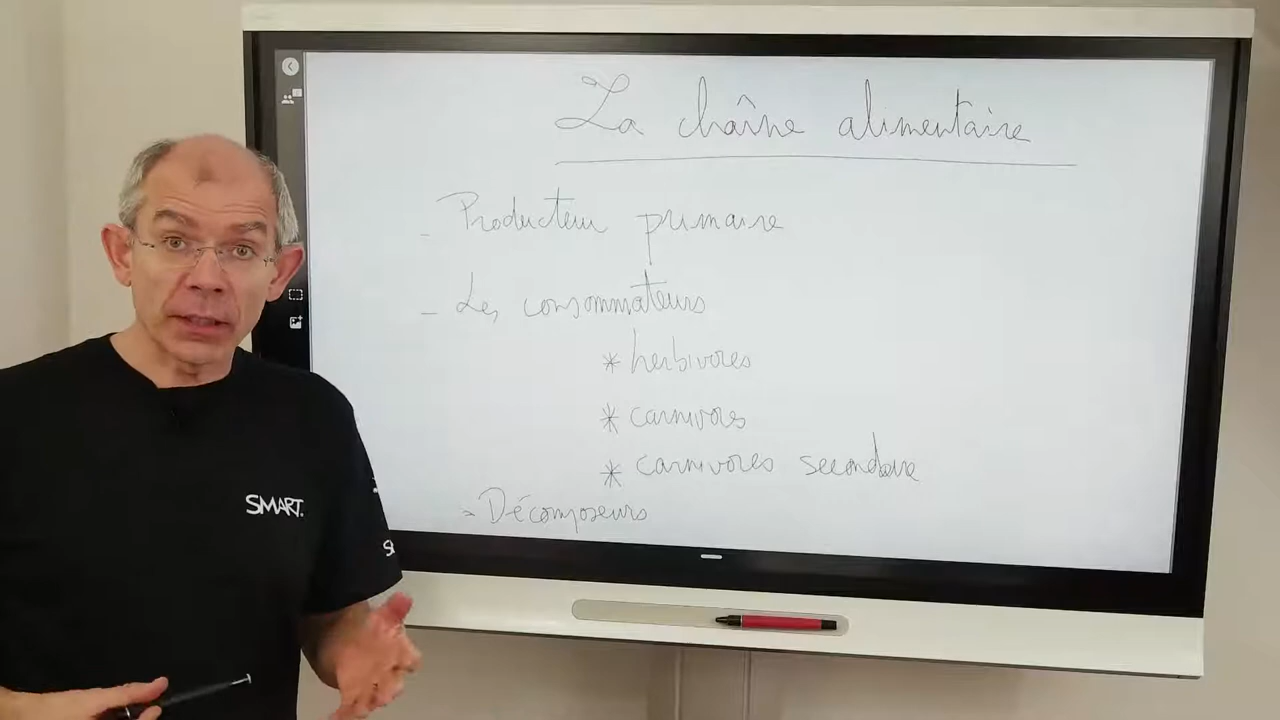 La chaîne alimentaire
- Producteur primaire
- Les consommateurs
* herbivores
* carnivores
* carnivores secondaire
- Décomposeurs
SMART